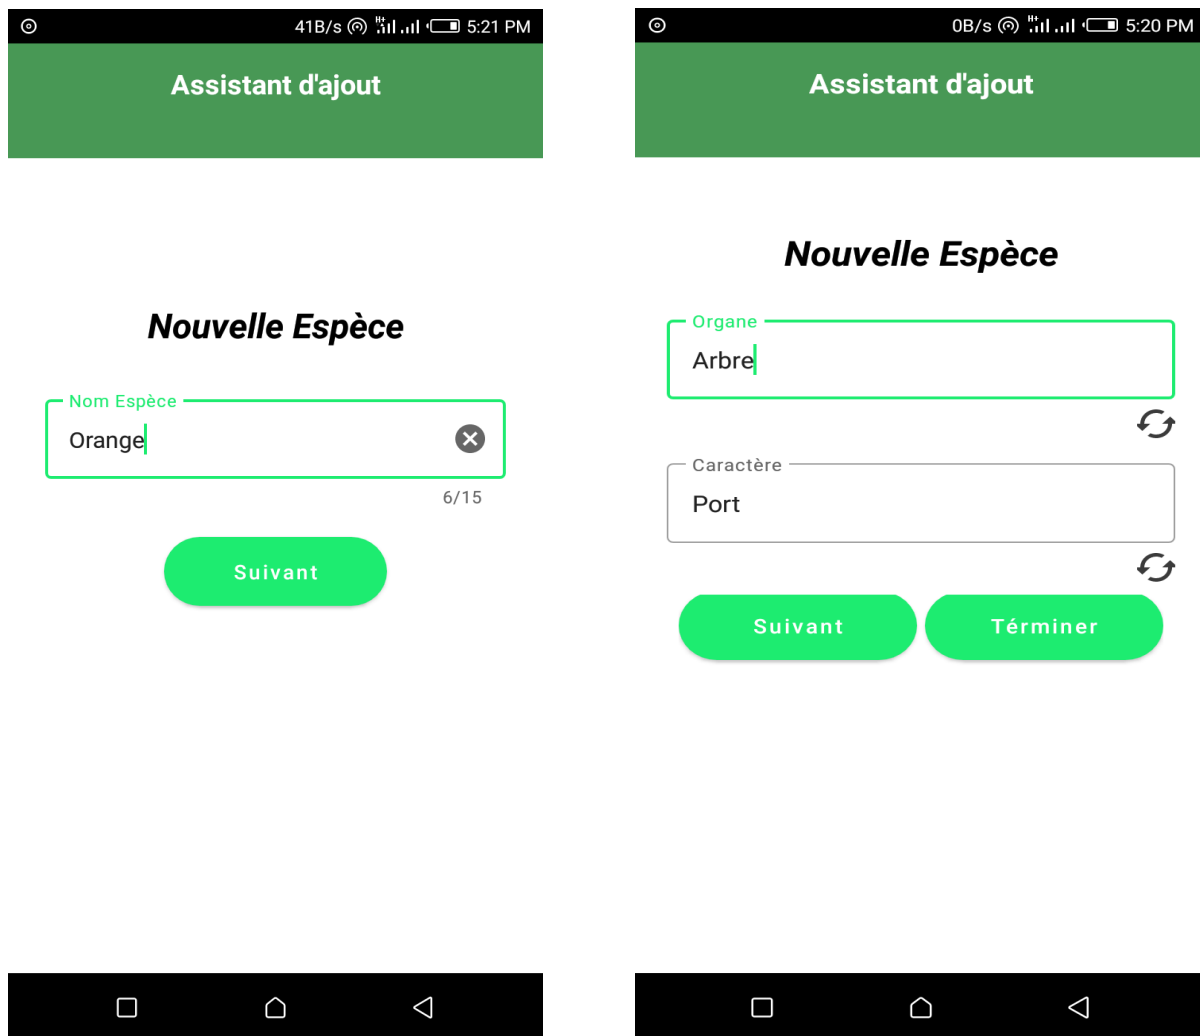 41B/s H+ 5:21 PM
Assistant d'ajout
Nouvelle Espèce
Nom Espèce
Orange
6/15
Suivant
0B/s H+ 5:20 PM
Assistant d'ajout
Nouvelle Espèce
Organe
Arbre
Caractère
Port
Suivant Términer